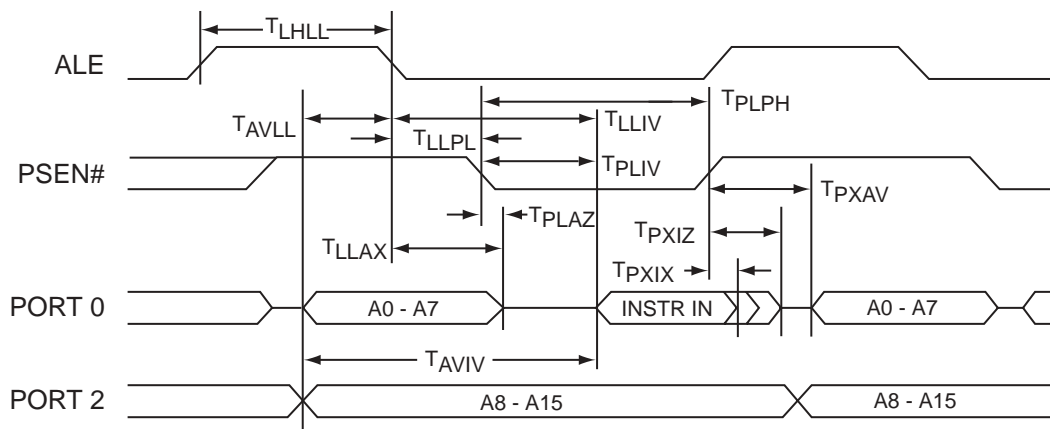 TLHLL
ALE
TPLPH
TAVLL
TLLIV
TLLPL
PSEN#
TPLIV
TPXAV
TPLAZ
TLLAX
TPXIZ
TPXIX
PORT 0
A0 - A7
INSTR IN
A0 - A7
TAVIV
PORT 2
A8 - A15
A8 - A15